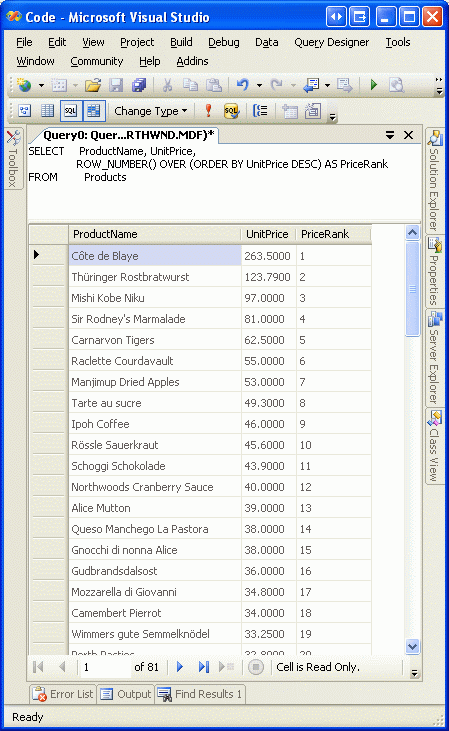 Code - Microsoft Visual Studio
File Edit View Project Build Debug Data Query Designer Tools
Window Community Help Addins
SQL Change Type SQL
Toolbox
Query0: Quer...RTHWND.MDF)*
SELECT ProductName, UnitPrice,
ROW_NUMBER() OVER (ORDER BY UnitPrice DESC) AS PriceRank
FROM Products
ProductName UnitPrice PriceRank
Côte de Blaye 263.5000 1
Thüringer Rostbratwurst 123.7900 2
Mishi Kobe Niku 97.0000 3
Sir Rodney's Marmalade 81.0000 4
Carnarvon Tigers 62.5000 5
Raclette Courdavault 55.0000 6
Manjimup Dried Apples 53.0000 7
Tarte au sucre 49.3000 8
Ipoh Coffee 46.0000 9
Rössle Sauerkraut 45.6000 10
Schoggi Schokolade 43.9000 11
Northwoods Cranberry Sauce 40.0000 12
Alice Mutton 39.0000 13
Queso Manchego La Pastora 38.0000 14
Gnocchi di nonna Alice 38.0000 15
Gudbrandsdalsost 36.0000 16
Mozzarella di Giovanni 34.8000 17
Camembert Pierrot 34.0000 18
Wimmers gute Semmelknödel 33.2500 19
Perth Pasties 32.8000 20
Solution Explorer
Properties
Server Explorer
Class View
1 of 81 Cell is Read Only.
Error List Output Find Results 1
Ready